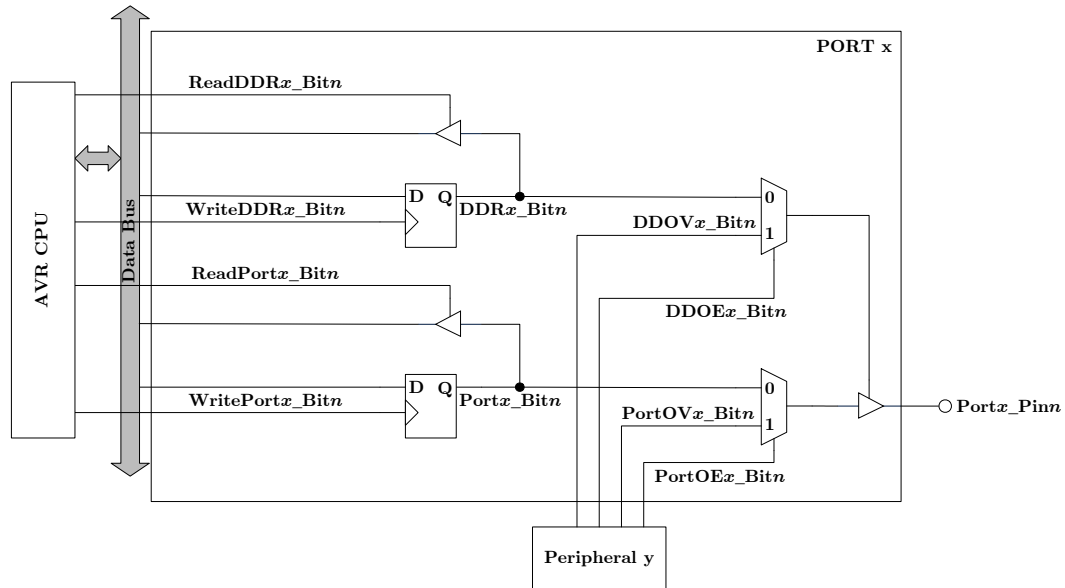 PORT x
ReadDDRx_Bitn
D Q
WriteDDRx_Bitn
DDRx_Bitn
0
DDOVx_Bitn
1
AVR CPU
Data Bus
ReadPortx_Bitn
DDOEx_Bitn
D Q
WritePortx_Bitn
Portx_Bitn
0
PortOVx_Bitn
1
Portx_Pinn
PortOEx_Bitn
Peripheral y